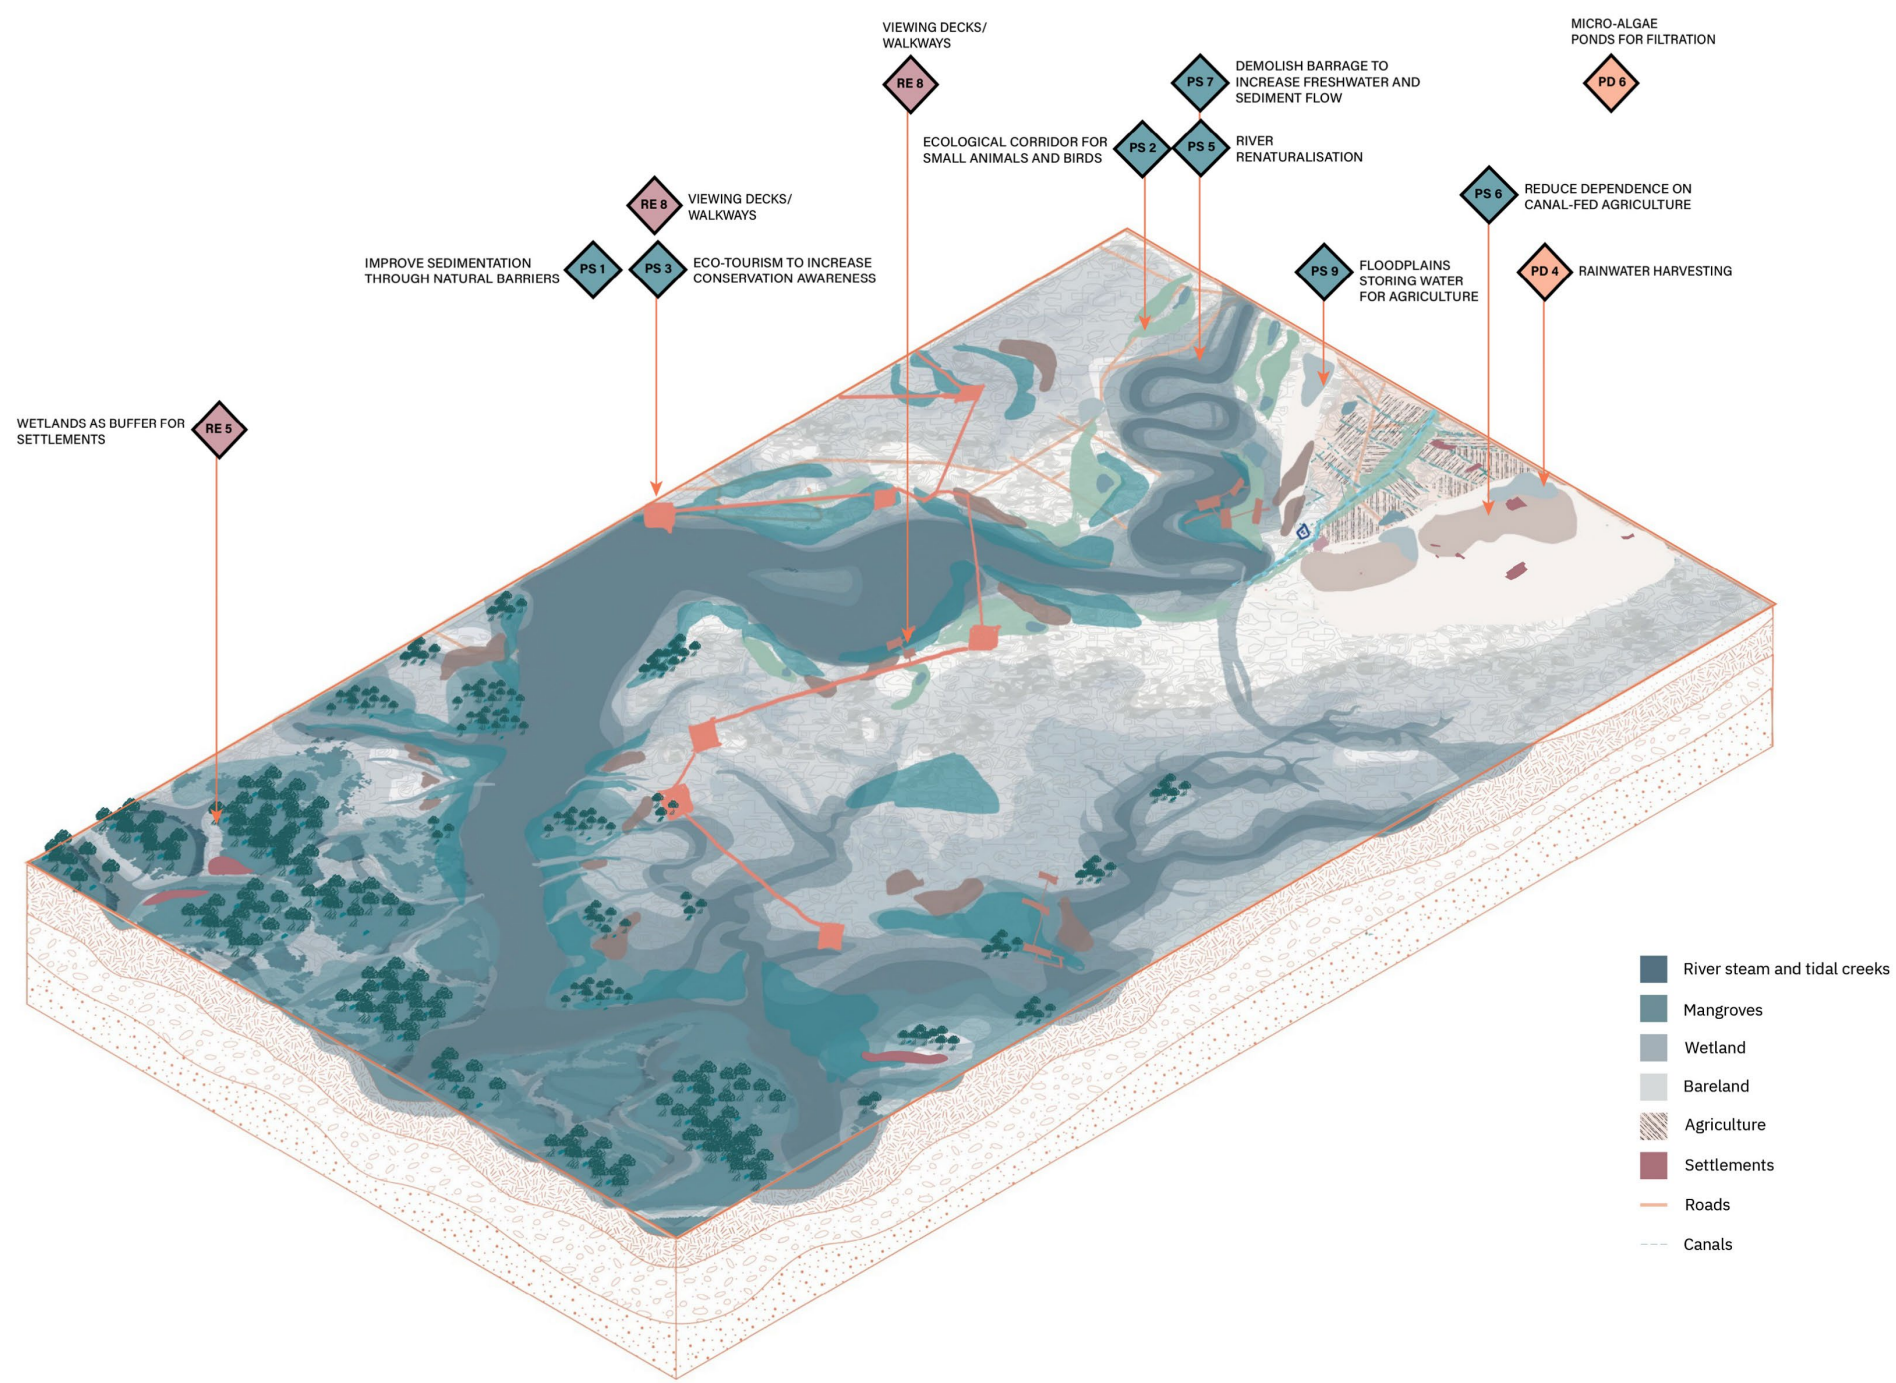 VIEWING DECKS/
WALKWAYS
RE 8
MICRO-ALGAE
PONDS FOR FILTRATION
PD 6
PS 7
DEMOLISH BARRAGE TO
INCREASE FRESHWATER AND
SEDIMENT FLOW
ECOLOGICAL CORRIDOR FOR
SMALL ANIMALS AND BIRDS
PS 2
PS 5
RIVER
RENATURALISATION
RE 8
VIEWING DECKS/
WALKWAYS
PS 6
REDUCE DEPENDENCE ON
CANAL-FED AGRICULTURE
IMPROVE SEDIMENTATION
THROUGH NATURAL BARRIERS
PS 1
PS 3
ECO-TOURISM TO INCREASE
CONSERVATION AWARENESS
PS 9
FLOODPLAINS
STORING WATER
FOR AGRICULTURE
PD 4
RAINWATER HARVESTING
WETLANDS AS BUFFER FOR
SETTLEMENTS
RE 5
River steam and tidal creeks
Mangroves
Wetland
Bareland
Agriculture
Settlements
Roads
Canals